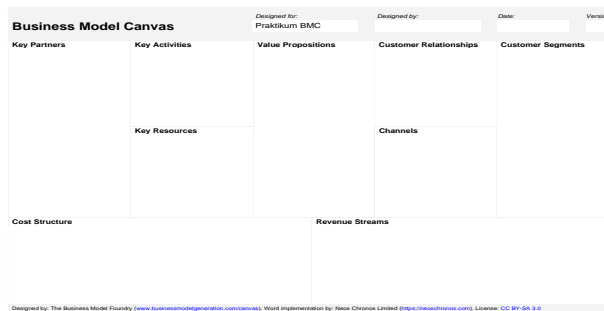 Business Model Canvas
Designed for:
Praktikum BMC
Designed by:
Date:
Key Partners
Key Activities
Value Propositions
Customer Relationships
Customer Segments
Key Resources
Channels
Cost Structure
Revenue Streams
Designed by: The Business Model Foundry (www.businessmodelgeneration.com/canvas). Word implementation by: Neos Chronos Limited (https://neoschronos.com). License: CC BY-SA 3.0